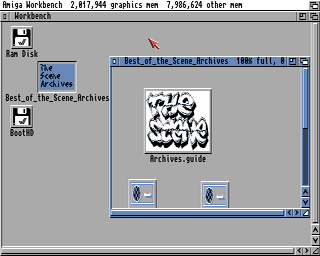 Amiga Workbench 2,017,944 graphics mem 7,986,624 other mem
Workbench
Ram Disk
The
Scene
Archives
Best_of_the_Scene_Archives
BootHD
Best_of_the_Scene_Archives 100% full, 0
THE
SCENE
Archives.guide